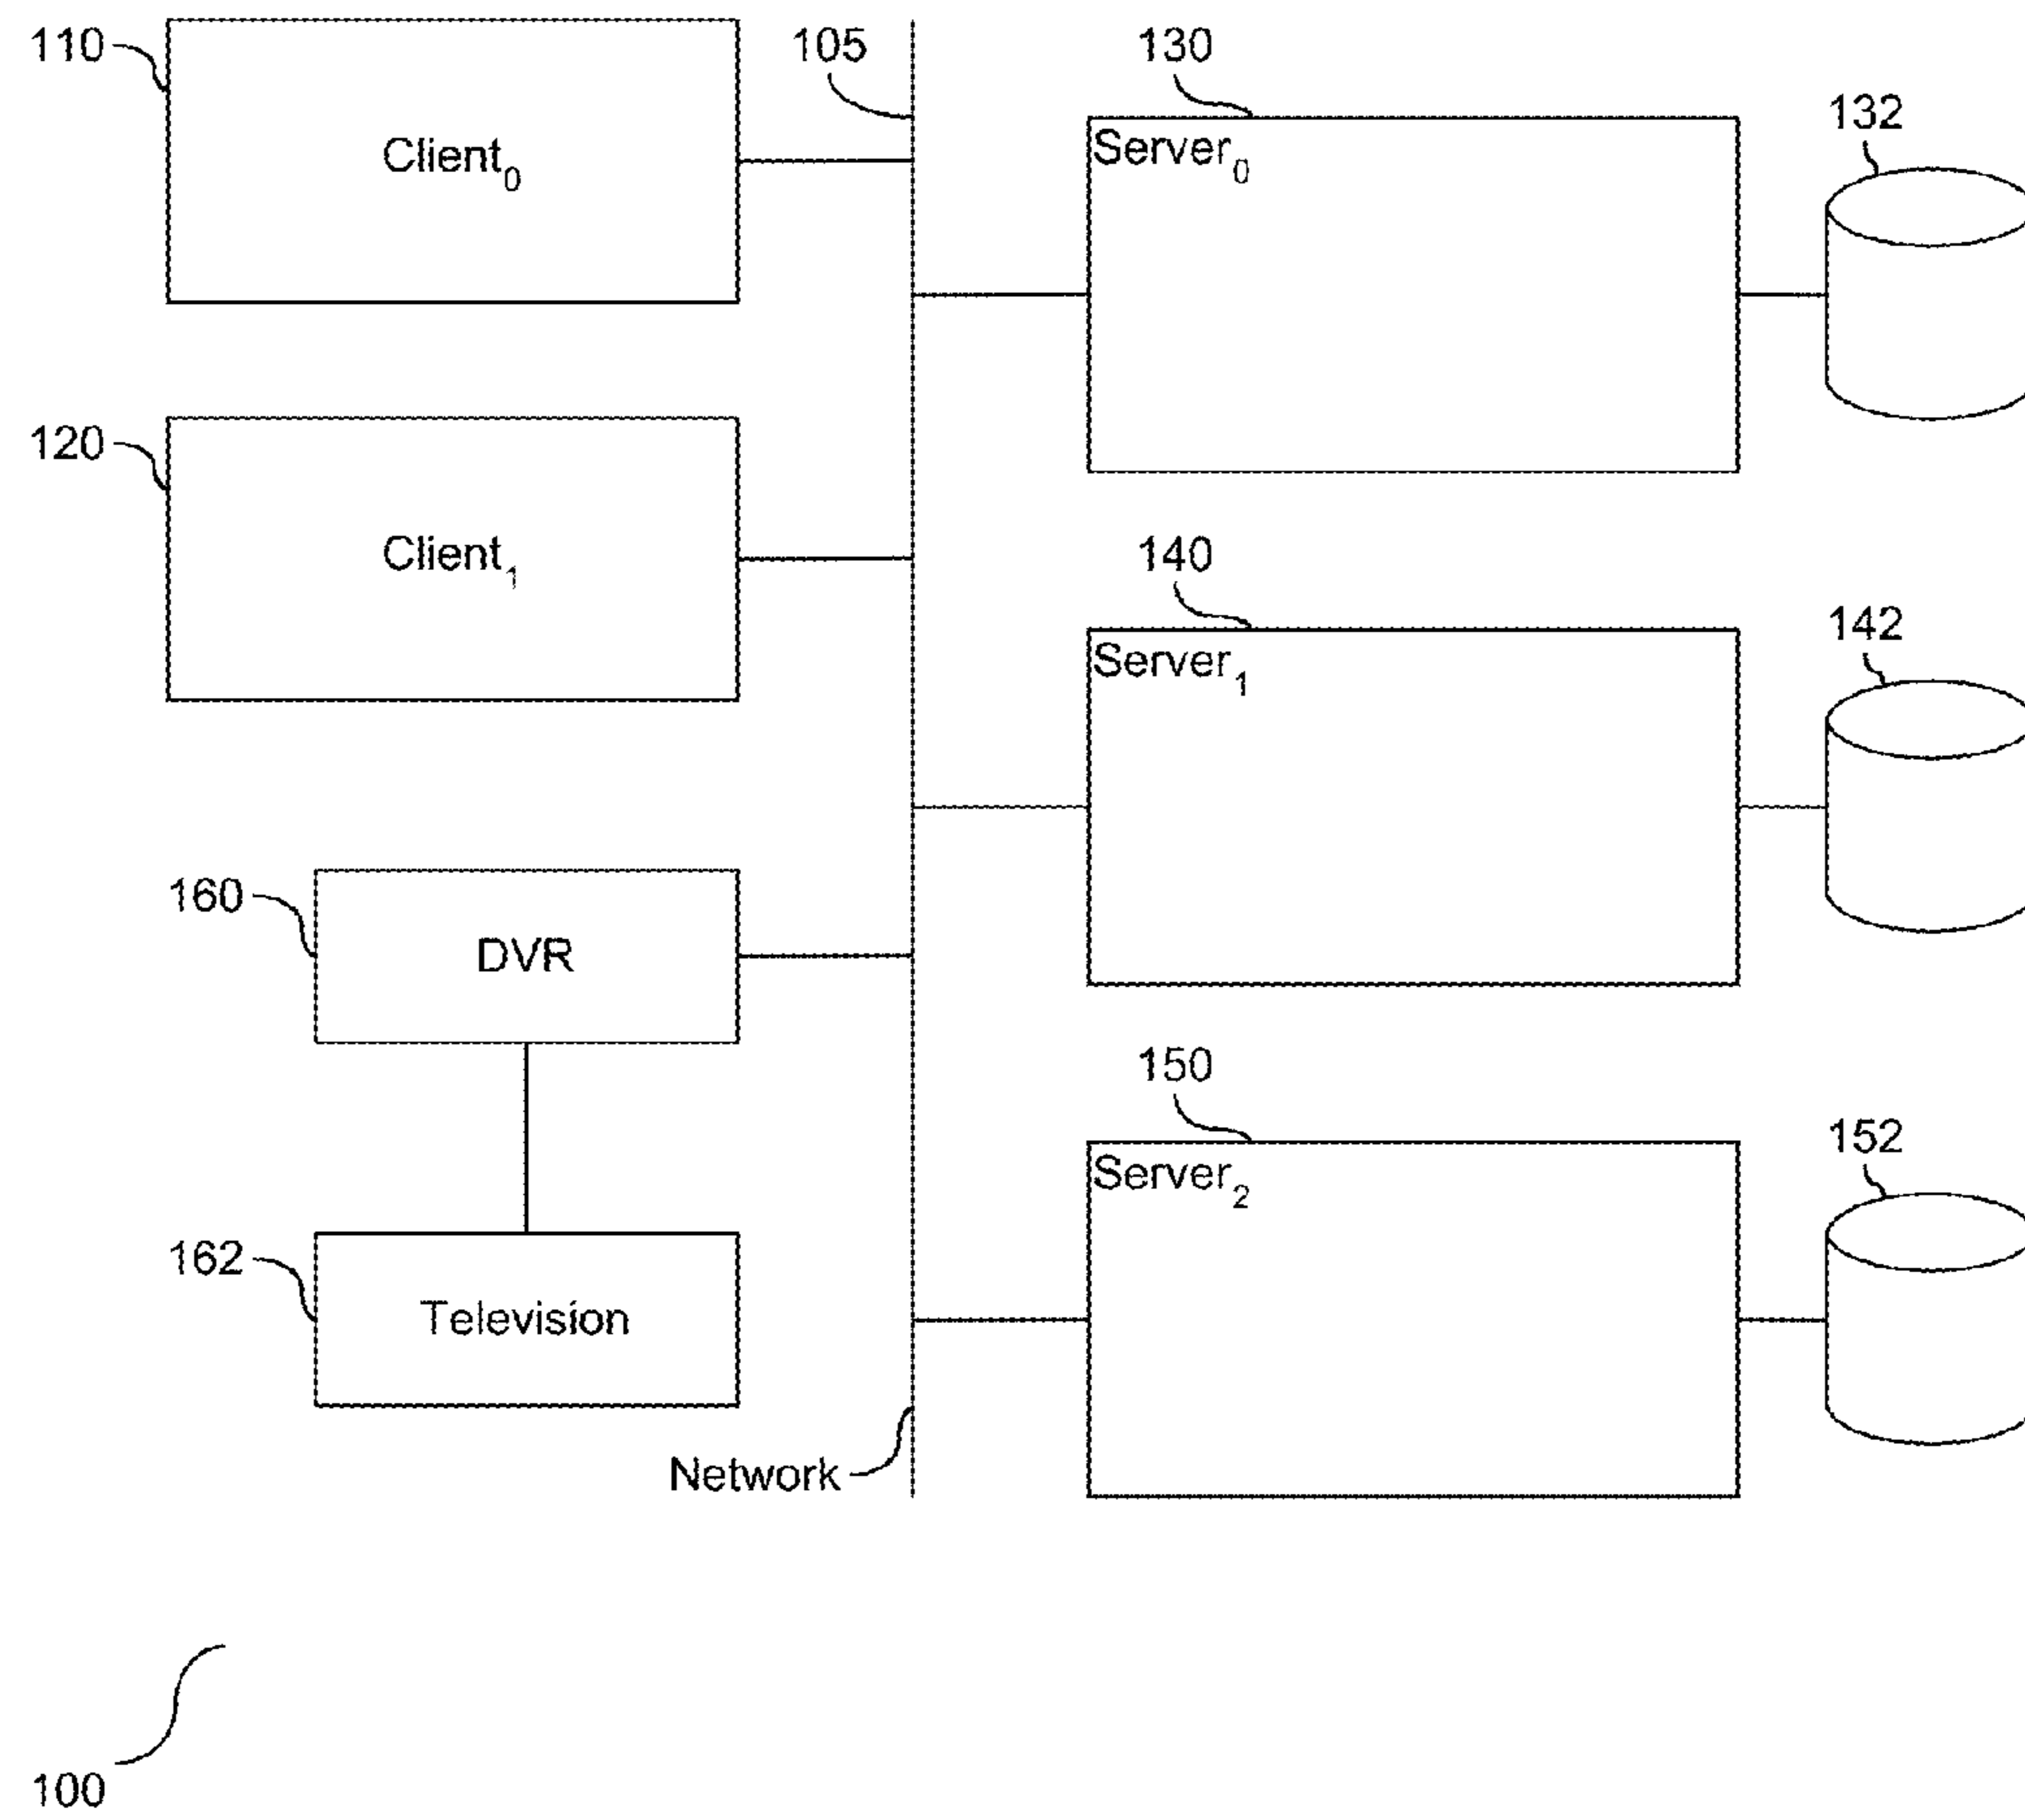 110
105
130
132
Client0
Server0
120
Client1
140
142
Server1
160
DVR
150
152
Server2
162
Television
Network
100